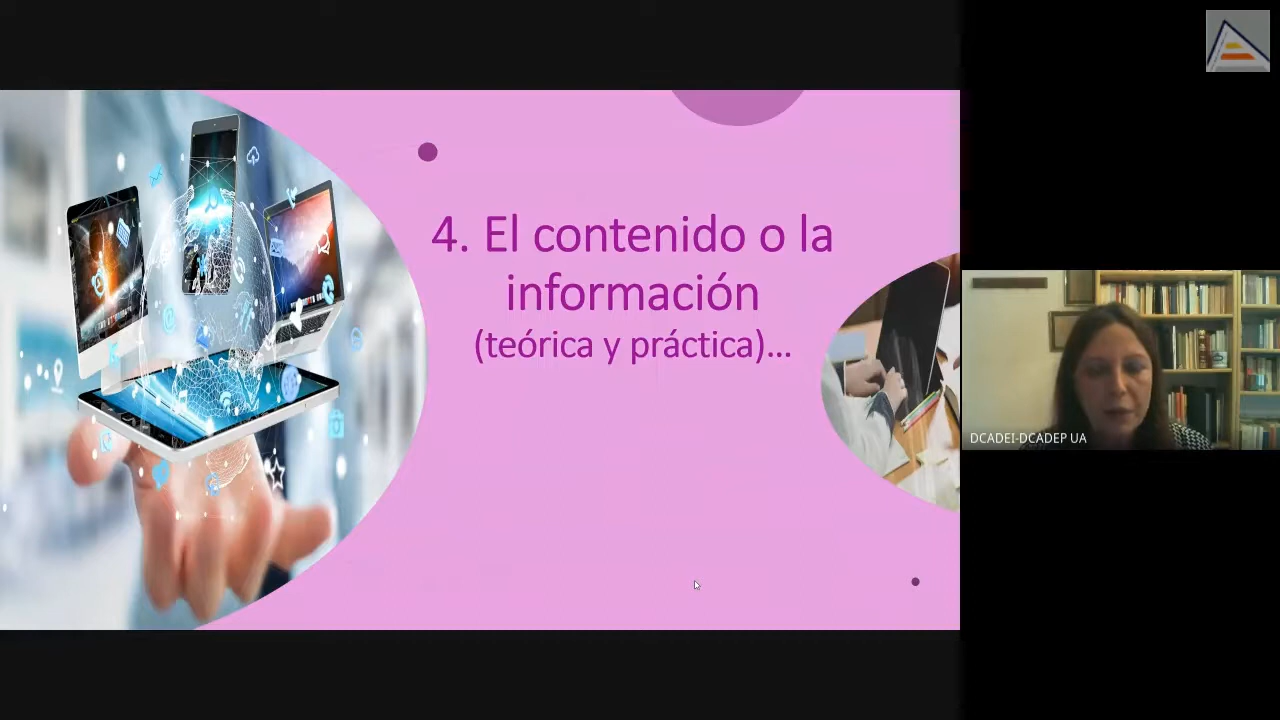 4. El contenido o la
información
(teórica y práctica)...
DCADEI-DCADEP UA